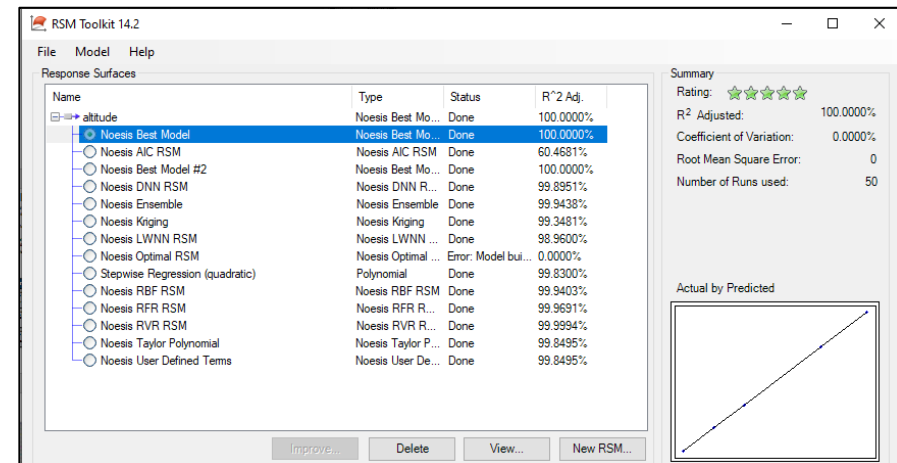 RSM Toolkit 14.2
File Model Help
Response Surfaces
Name Type Status R^2 Adj.
altitude Noesis Best Mo... Done 100.0000%
Noesis Best Model Noesis Best Mo... Done 100.0000%
Noesis AIC RSM Noesis AIC RSM Done 60.4681%
Noesis Best Model #2 Noesis Best Mo... Done 100.0000%
Noesis DNN RSM Noesis DNN R... Done 99.8951%
Noesis Ensemble Noesis Ensemble Done 99.9438%
Noesis Kriging Noesis Kriging Done 99.3481%
Noesis LWNN RSM Noesis LWNN ... Done 98.9600%
Noesis Optimal RSM Noesis Optimal ... Error: Model bui... 0.0000%
Stepwise Regression (quadratic) Polynomial Done 99.8300%
Noesis RBF RSM Noesis RBF RSM Done 99.9403%
Noesis RFR RSM Noesis RFR R... Done 99.9691%
Noesis RVR RSM Noesis RVR R... Done 99.9994%
Noesis Taylor Polynomial Noesis Taylor P... Done 99.8495%
Noesis User Defined Terms Noesis User De... Done 99.8495%
Improve... Delete View... New RSM...
Summary
Rating:
R² Adjusted: 100.0000%
Coefficient of Variation: 0.0000%
Root Mean Square Error: 0
Number of Runs used: 50
Actual by Predicted